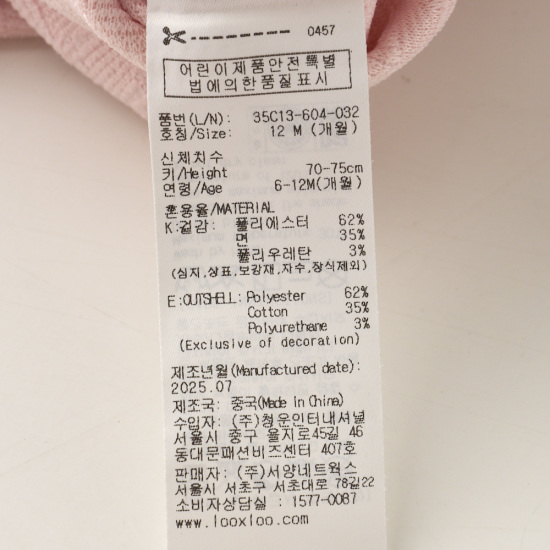 0457
어린이제품안전특별
법에의한품질표시
품번(L/N): 35C13-604-032
호칭/Size: 12 M (개월)
신체치수
키/Height 70-75cm
연령/Age 6-12M(개월)
혼용율/MATERIAL
K:겉감: 폴리에스터 62%
면 35%
폴리우레탄 3%
(심지,상표,보강재,자수,장식제외)
E:OUTSHELL: Polyester 62%
Cotton 35%
Polyurethane 3%
(Exclusive of decoration)
제조년월(Manufactured date):
2025.07
제조국: 중국(Made in China)
수입자: (주)청운인터내셔널
서울시 중구 을지로45길 46
동대문패션비즈센터 407호
판매자: (주)서양네트웍스
서울시 서초구 서초대로 78길22
소비자상담실 : 1577-0087
www.looxloo.com